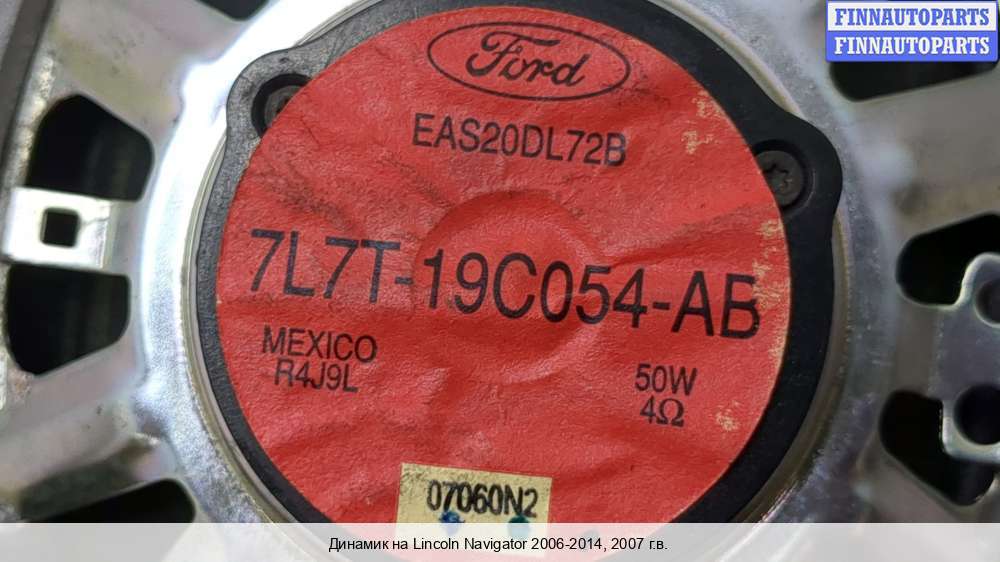 FINNAUTOPARTS
FINNAUTOPARTS
Ford
EAS20DL72B
7L7T-19C054-AB
MEXICO
R4J9L
50W
4Ω
07060N2
Динамик на Lincoln Navigator 2006-2014, 2007 г.в.